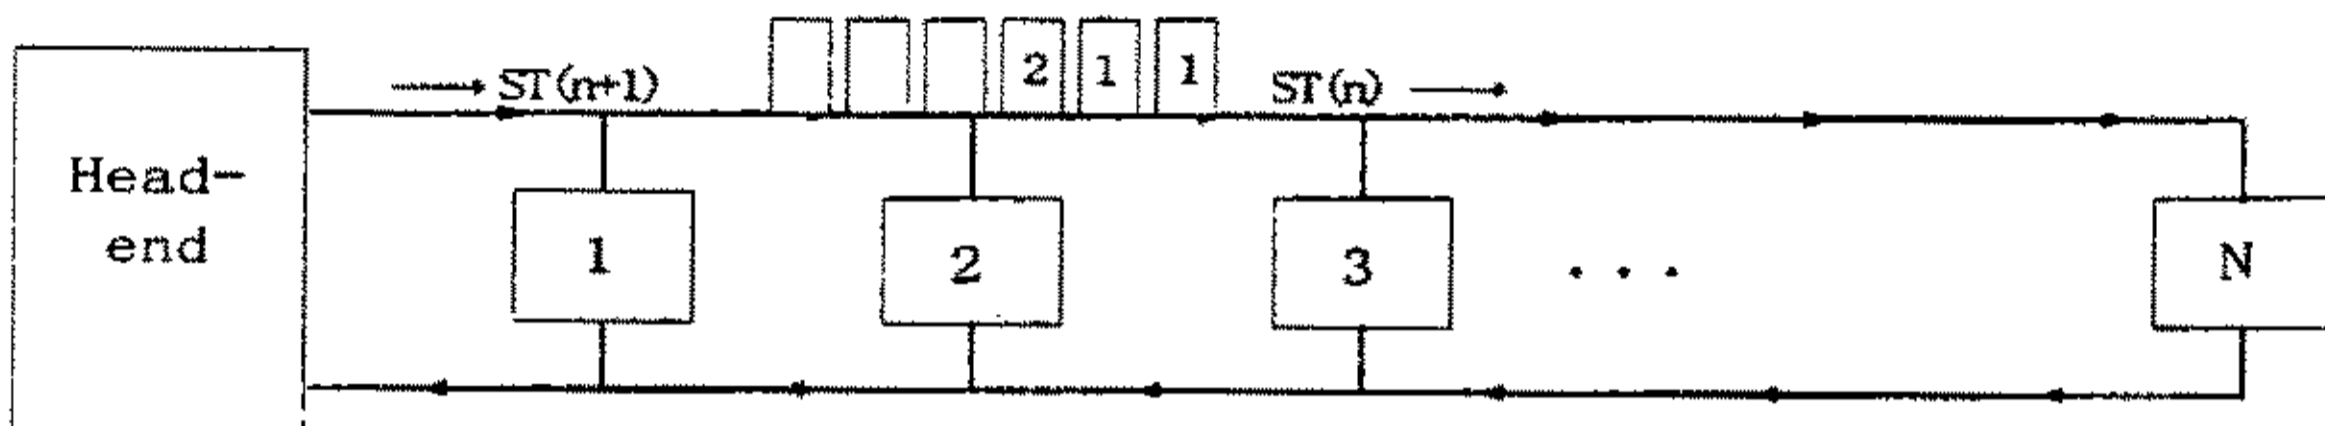 2 1 1
ST(n+1) ST(n)
Head-
end
1 2 3 . . . N